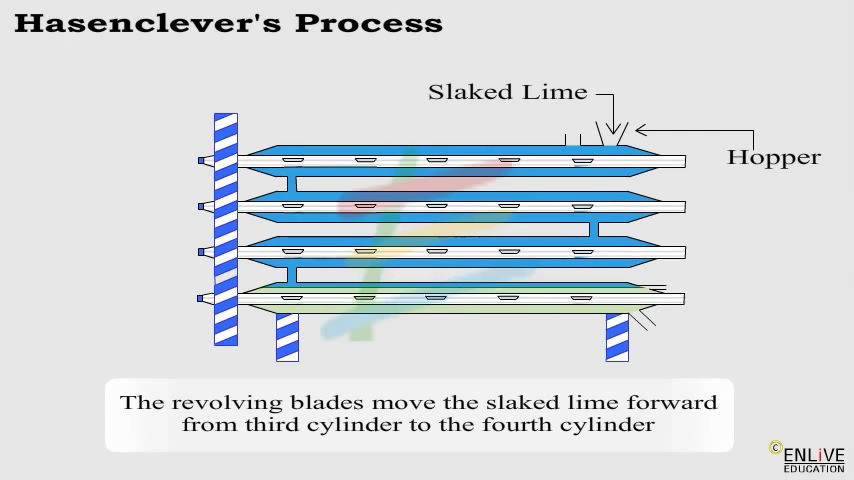 Hasenclever's Process
Slaked Lime
Hopper
The revolving blades move the slaked lime forward
from third cylinder to the fourth cylinder
© ENLiVE
EDUCATION